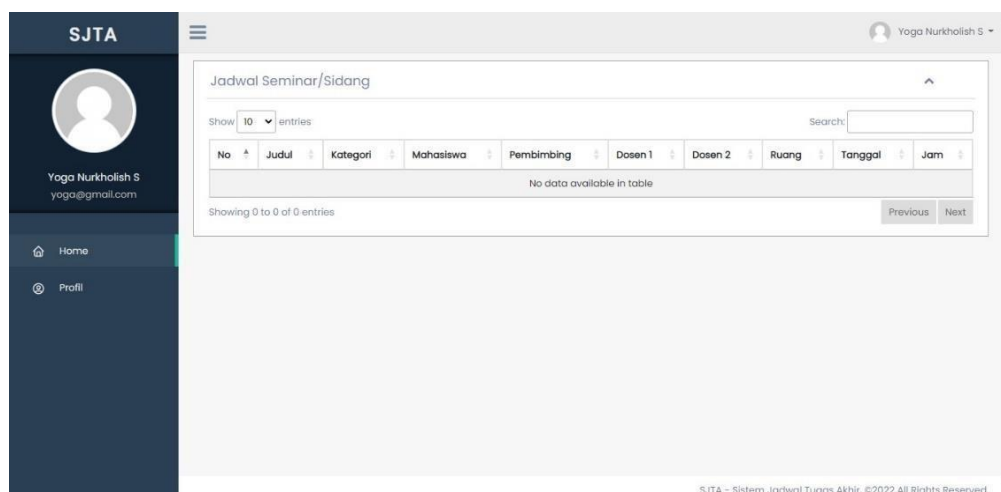 SJTA
Yoga Nurkholish S
Yoga Nurkholish S
yoga@gmail.com
Home
Profil
Jadwal Seminar/Sidang
Show 10 entries
Search:
No Judul Kategori Mahasiswa Pembimbing Dosen 1 Dosen 2 Ruang Tanggal Jam
No data available in table
Showing 0 to 0 of 0 entries
Previous Next
SJTA - Sistem Jadwal Tugas Akhir. ©2022 All Rights Reserved